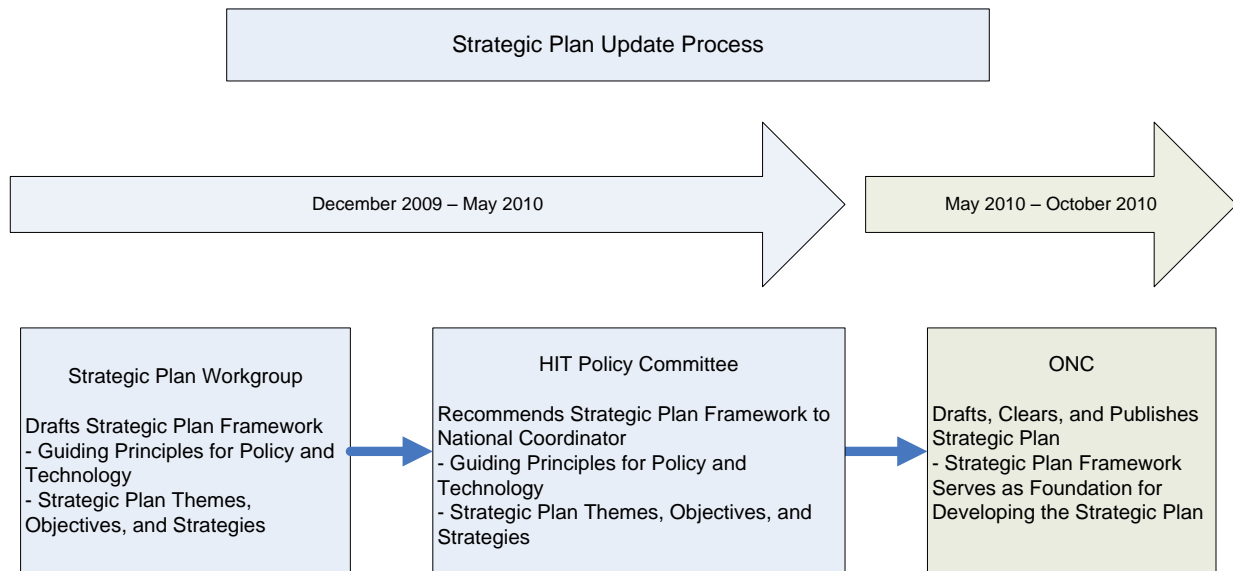 Strategic Plan Update Process
December 2009 – May 2010
May 2010 – October 2010
Strategic Plan Workgroup
Drafts Strategic Plan Framework
- Guiding Principles for Policy and
Technology
- Strategic Plan Themes,
Objectives, and Strategies
HIT Policy Committee
Recommends Strategic Plan Framework to
National Coordinator
- Guiding Principles for Policy and
Technology
- Strategic Plan Themes, Objectives, and
Strategies
ONC
Drafts, Clears, and Publishes
Strategic Plan
- Strategic Plan Framework
Serves as Foundation for
Developing the Strategic Plan